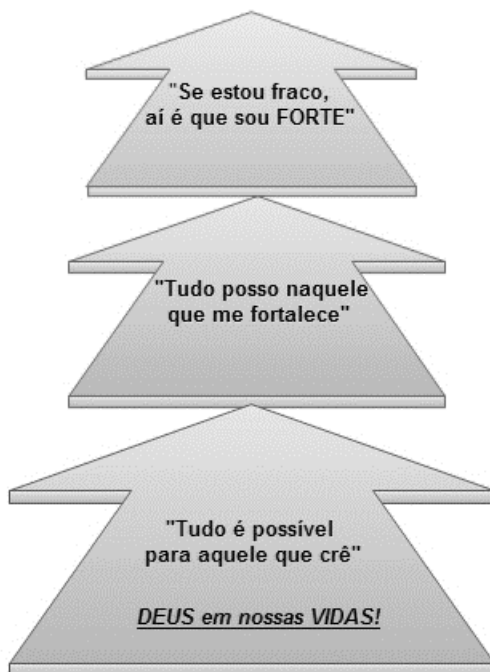 "Se estou fraco,
aí é que sou FORTE"
"Tudo posso naquele
que me fortalece"
"Tudo é possível
para aquele que crê"
DEUS em nossas VIDAS!